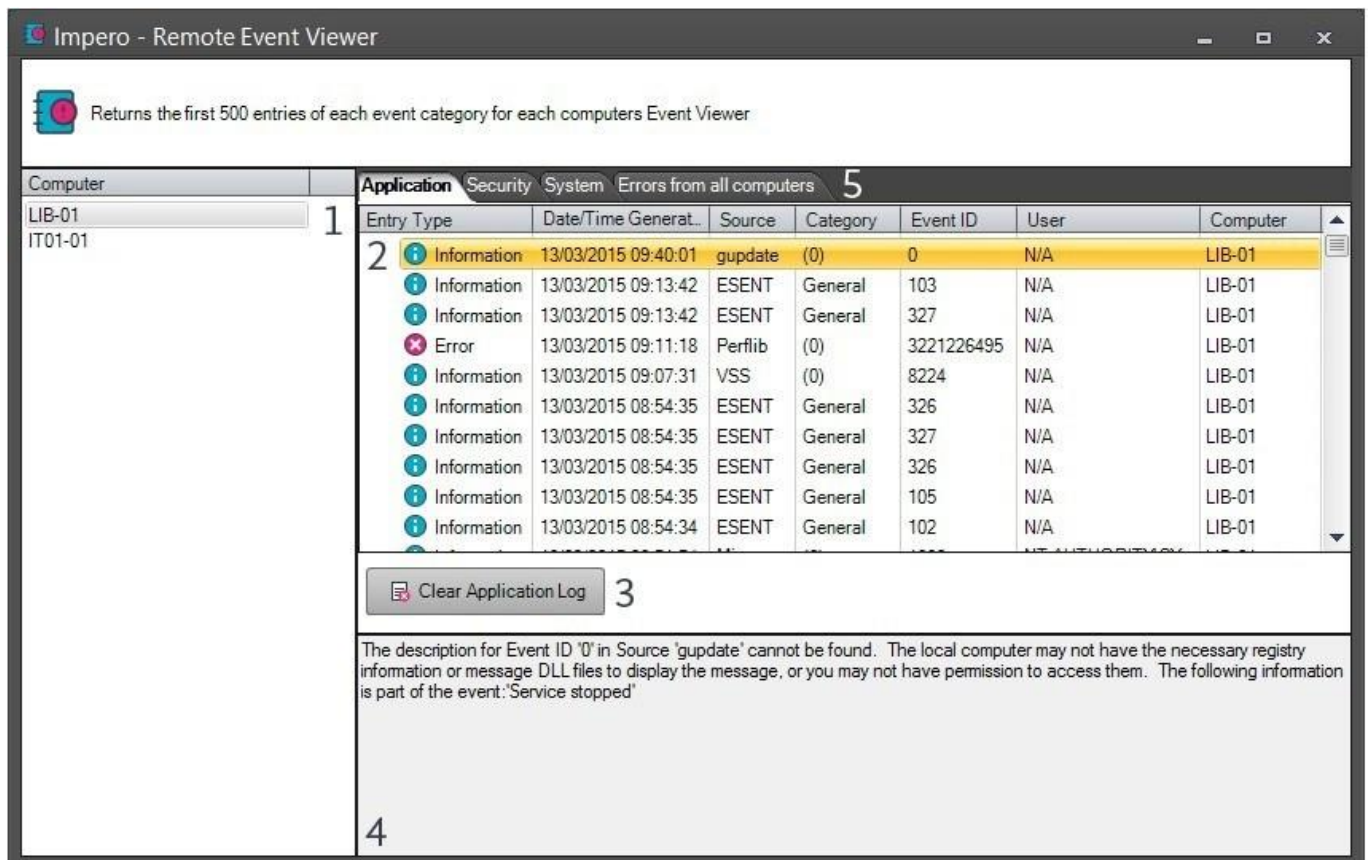 Impero - Remote Event Viewer
Returns the first 500 entries of each event category for each computers Event Viewer
Computer
LIB-01
1
IT01-01
Application Security System Errors from all computers 5
Entry Type Date/Time Generat... Source Category Event ID User Computer
2 Information 13/03/2015 09:40:01 gupdate (0) 0 N/A LIB-01
Information 13/03/2015 09:13:42 ESENT General 103 N/A LIB-01
Information 13/03/2015 09:13:42 ESENT General 327 N/A LIB-01
Error 13/03/2015 09:11:18 Perflib (0) 3221226495 N/A LIB-01
Information 13/03/2015 09:07:31 VSS (0) 8224 N/A LIB-01
Information 13/03/2015 08:54:35 ESENT General 326 N/A LIB-01
Information 13/03/2015 08:54:35 ESENT General 327 N/A LIB-01
Information 13/03/2015 08:54:35 ESENT General 326 N/A LIB-01
Information 13/03/2015 08:54:35 ESENT General 105 N/A LIB-01
Information 13/03/2015 08:54:34 ESENT General 102 N/A LIB-01
Clear Application Log 3
The description for Event ID '0' in Source 'gupdate' cannot be found. The local computer may not have the necessary registry
information or message DLL files to display the message, or you may not have permission to access them. The following information
is part of the event:'Service stopped'
4